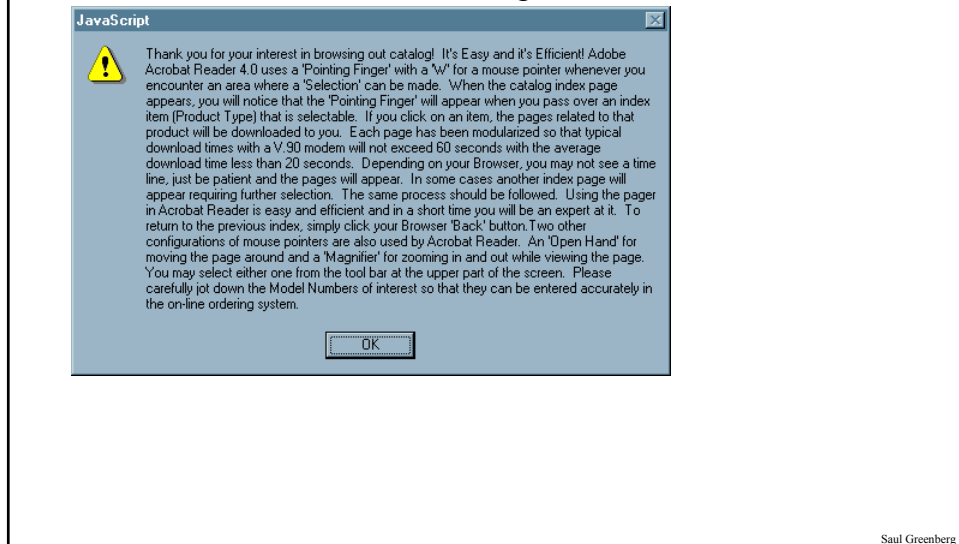 JavaScript
Thank you for your interest in browsing out catalog!  It's Easy and it's Efficient! Adobe
Acrobat Reader 4.0 uses a 'Pointing Finger' with a 'W' for a mouse pointer whenever you
encounter an area where a 'Selection' can be made.  When the catalog index page
appears, you will notice that the 'Pointing Finger' will appear when you pass over an index
item (Product Type) that is selectable.  If you click on an item, the pages related to that
product will be downloaded to you.  Each page has been modularized so that typical
download times with a V.90 modem will not exceed 60 seconds with the average
download time less than 20 seconds.  Depending on your Browser, you may not see a time
line, just be patient and the pages will appear.  In some cases another index page will
appear requiring further selection.  The same process should be followed.  Using the pager
in Acrobat Reader is easy and efficient and in a short time you will be an expert at it.  To
return to the previous index, simply click your Browser 'Back' button.Two other
configurations of mouse pointers are also used by Acrobat Reader.  An 'Open Hand' for
moving the page around and a 'Magnifier' for zooming in and out while viewing the page.
You may select either one from the tool bar at the upper part of the screen.  Please
carefully jot down the Model Numbers of interest so that they can be entered accurately in
the on-line ordering system.
OK
Saul Greenberg